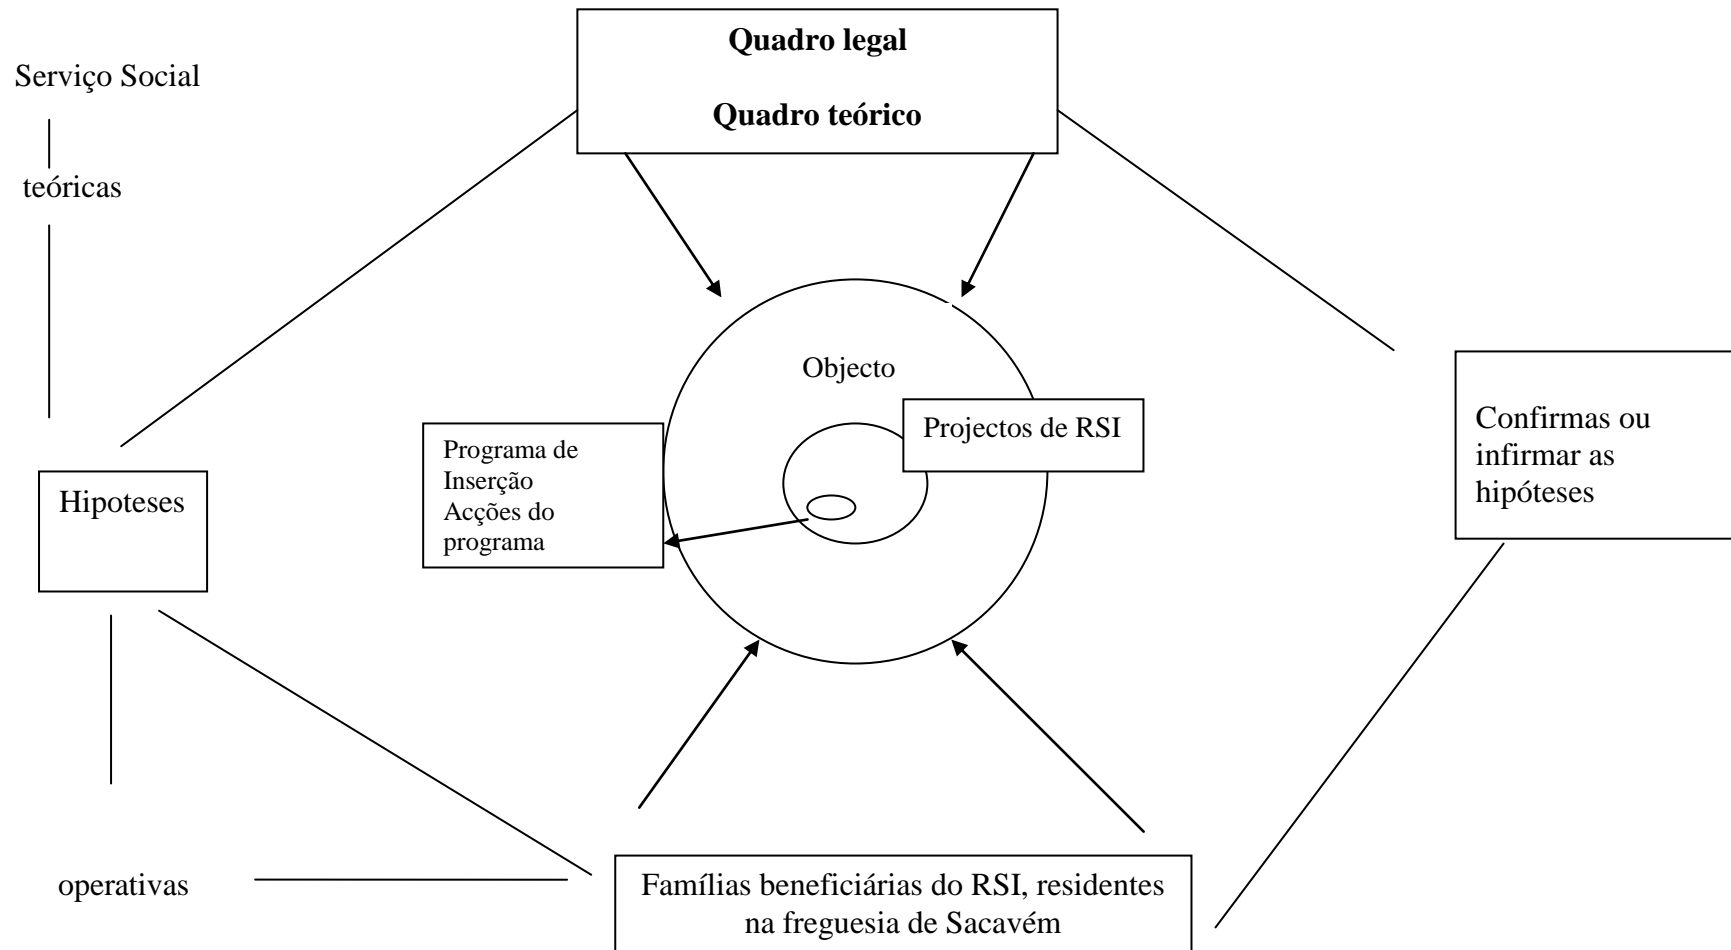 Quadro legal
Quadro teórico
Serviço Social
teóricas
Objecto
Projectos de RSI
Programa de
Inserção
Acções do
programa
Hipoteses
Confirmas ou
infirmar as
hipóteses
operativas
Famílias beneficiárias do RSI, residentes
na freguesia de Sacavém